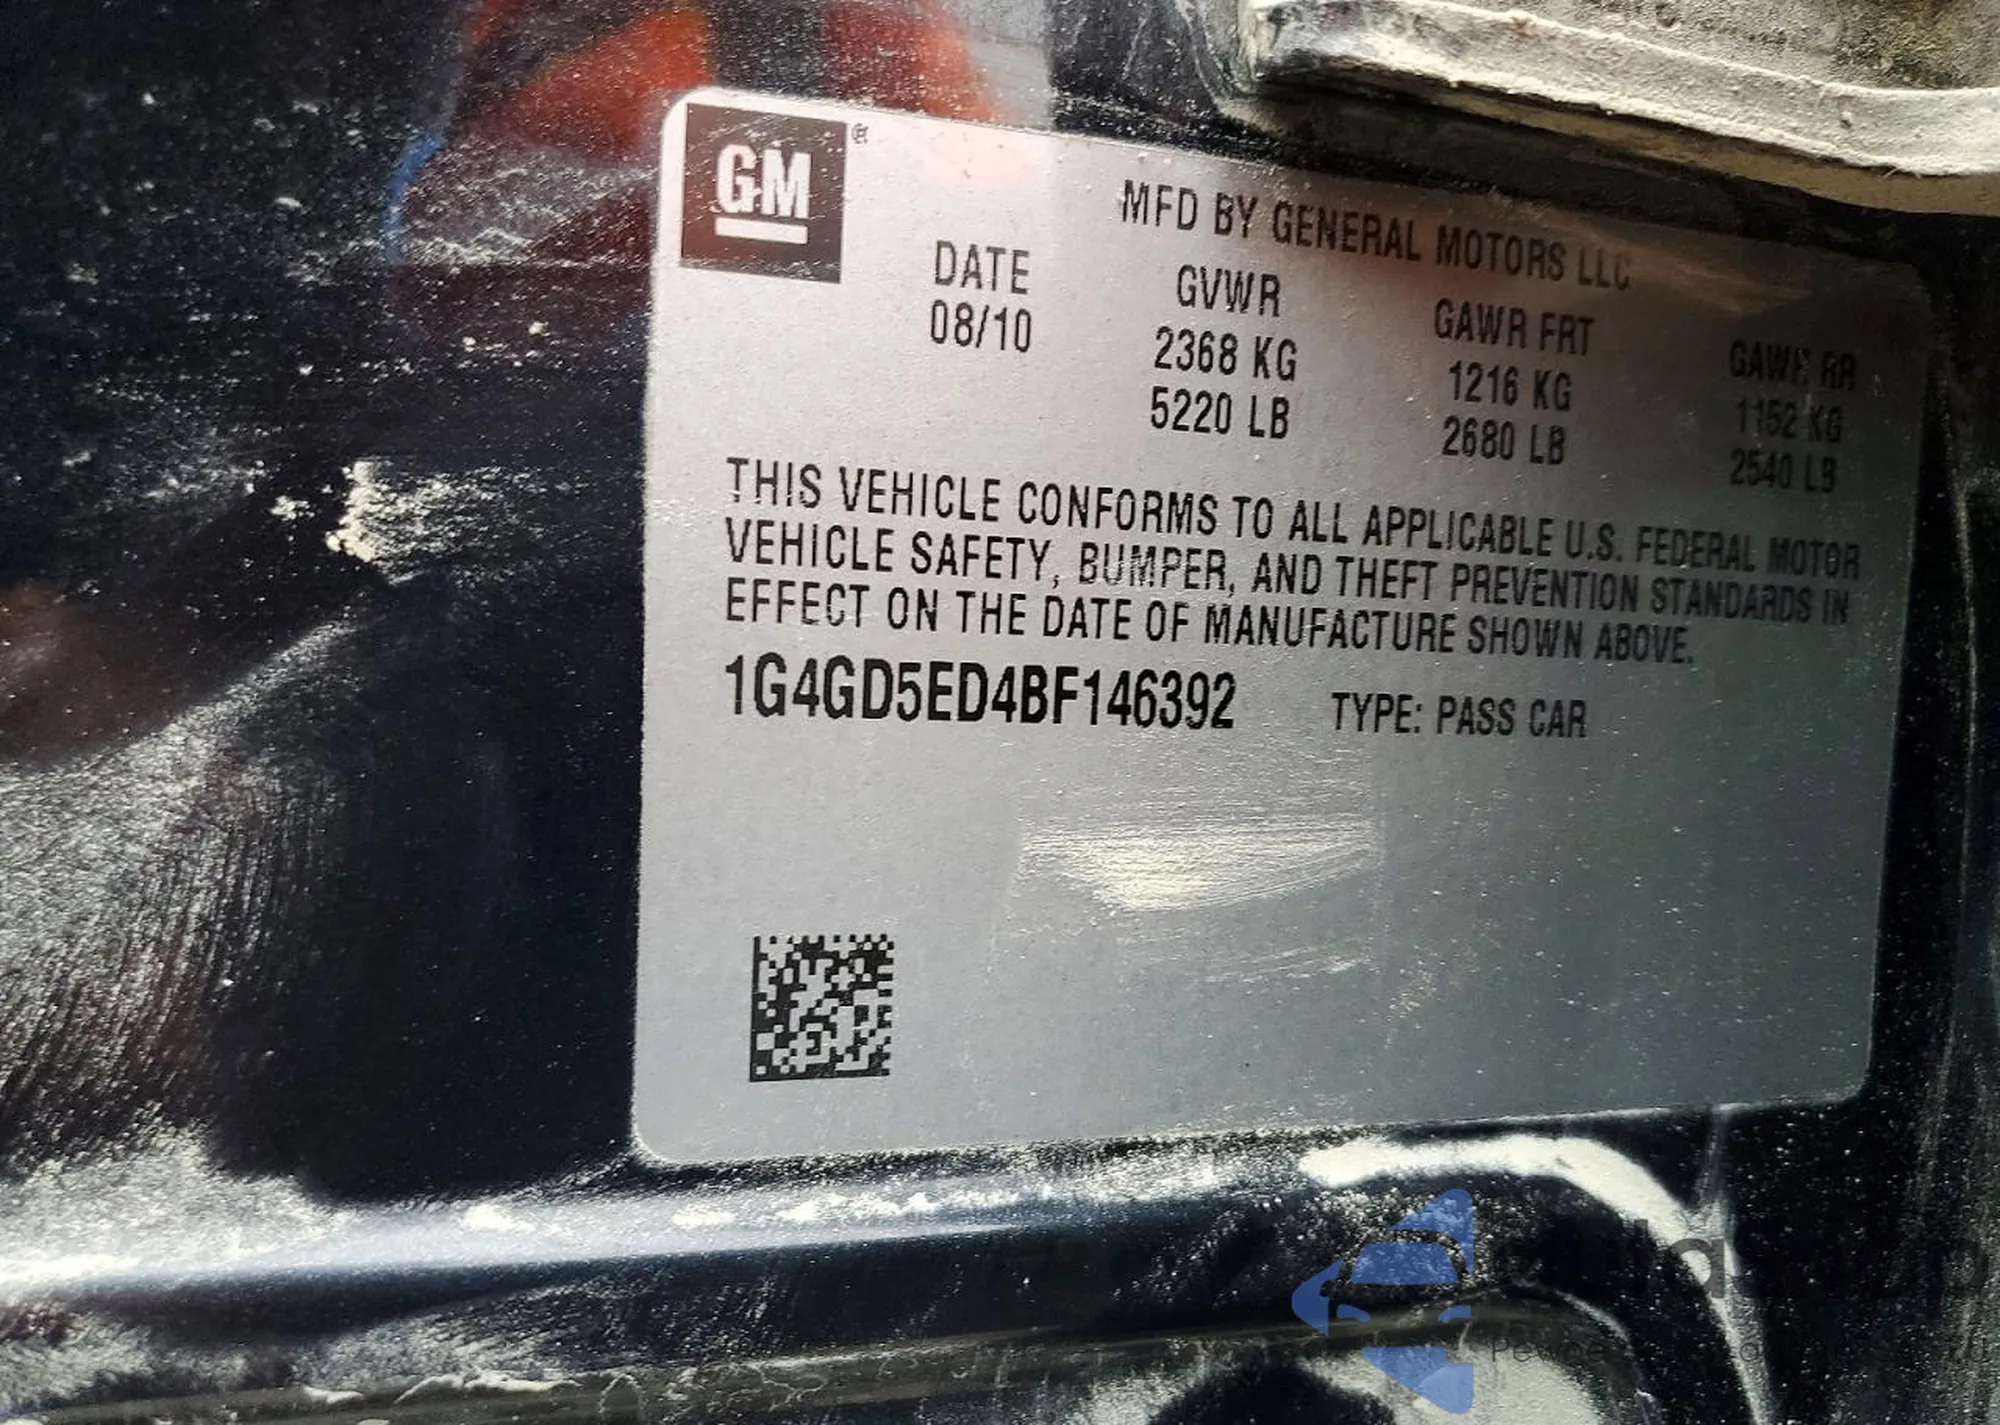 GM®
MFD BY GENERAL MOTORS LLC
DATE GVWR GAWR FRT GAWR RR
08/10 2368 KG 1216 KG 1152 KG
5220 LB 2680 LB 2540 LB
THIS VEHICLE CONFORMS TO ALL APPLICABLE U.S. FEDERAL MOTOR
VEHICLE SAFETY, BUMPER, AND THEFT PREVENTION STANDARDS IN
EFFECT ON THE DATE OF MANUFACTURE SHOWN ABOVE.
1G4GD5ED4BF146392 TYPE: PASS CAR